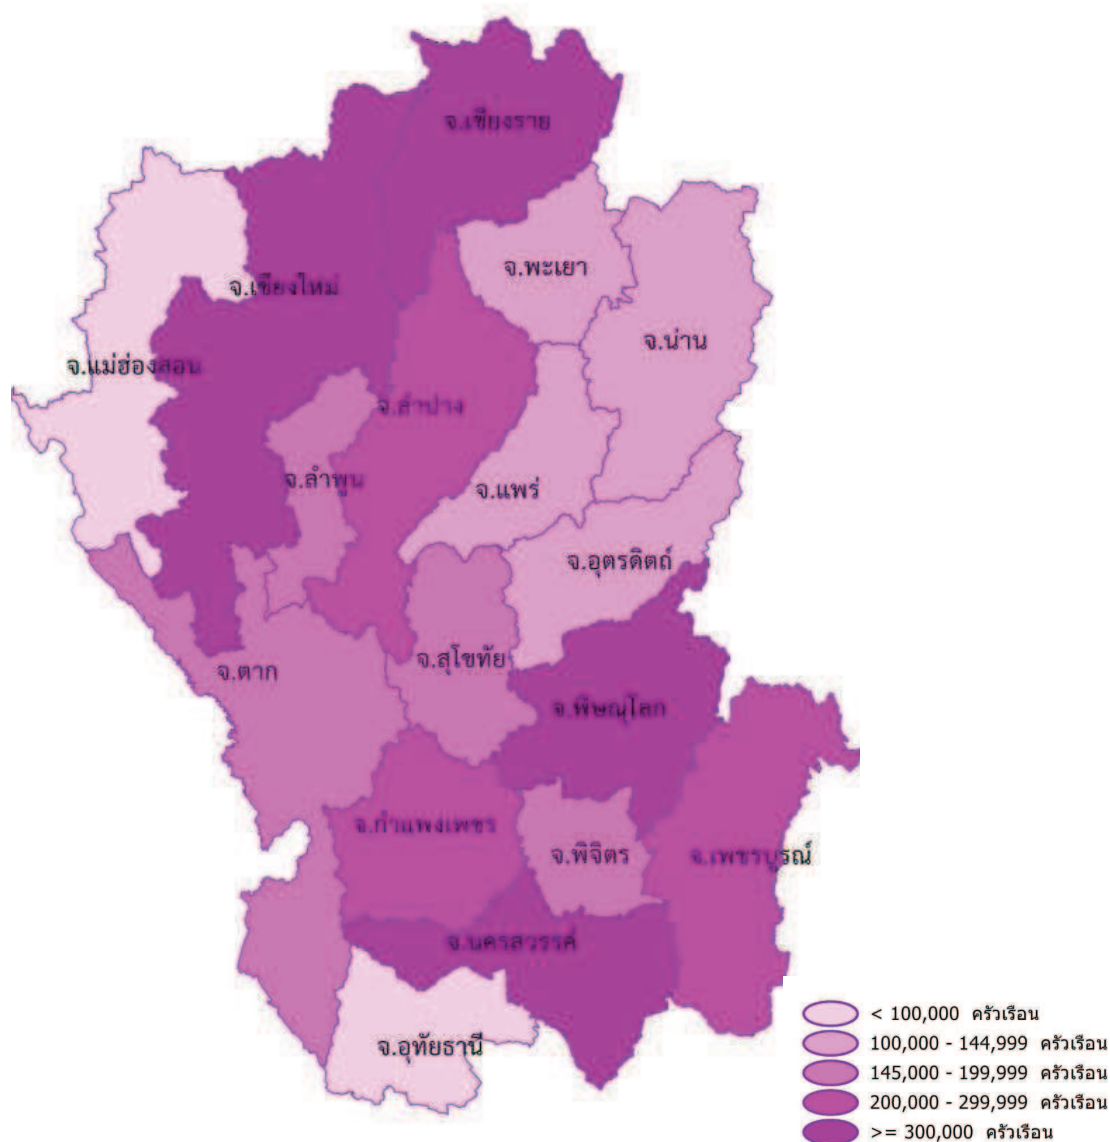 จ.เชียงราย
จ.พะเยา
จ.เชียงใหม่
จ.น่าน
จ.แม่ฮ่องสอน
จ.ลำปาง
จ.ลำพูน
จ.แพร่
จ.อุตรดิตถ์
จ.สุโขทัย
จ.ตาก
จ.พิษณุโลก
จ.กำแพงเพชร
จ.พิจิตร
จ.เพชรบูรณ์
จ.นครสวรรค์
จ.อุทัยธานี
< 100,000 ครัวเรือน
100,000 - 144,999 ครัวเรือน
145,000 - 199,999 ครัวเรือน
200,000 - 299,999 ครัวเรือน
>= 300,000 ครัวเรือน